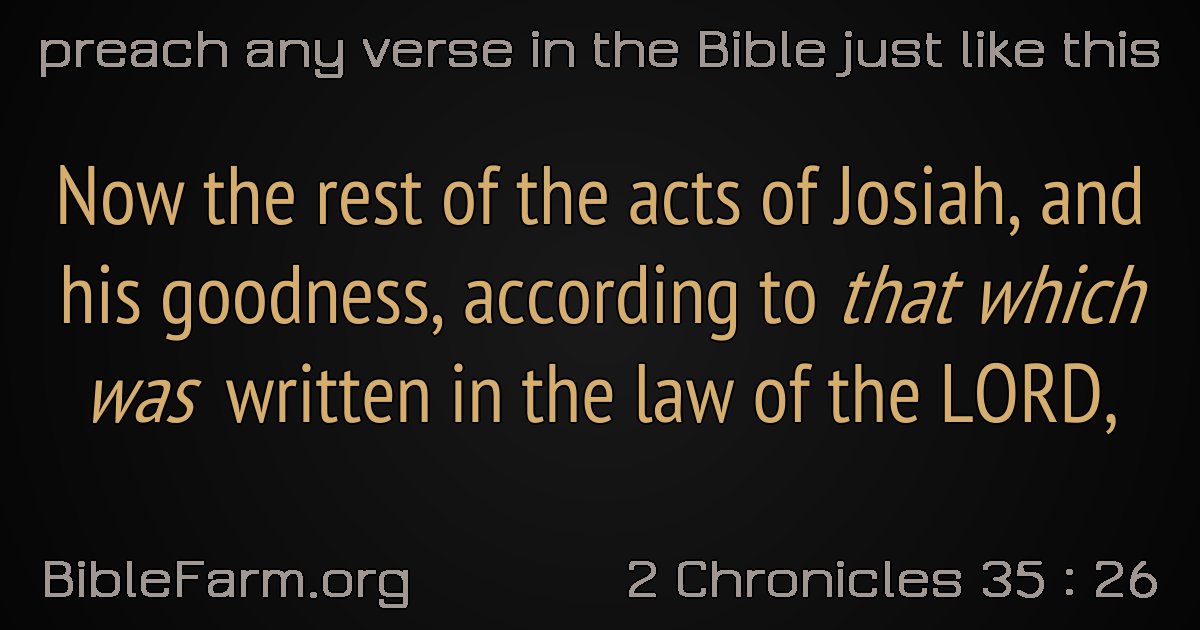 preach any verse in the Bible just like this
Now the rest of the acts of Josiah, and
his goodness, according to that which
was written in the law of the LORD,
BibleFarm.org
2 Chronicles 35 : 26